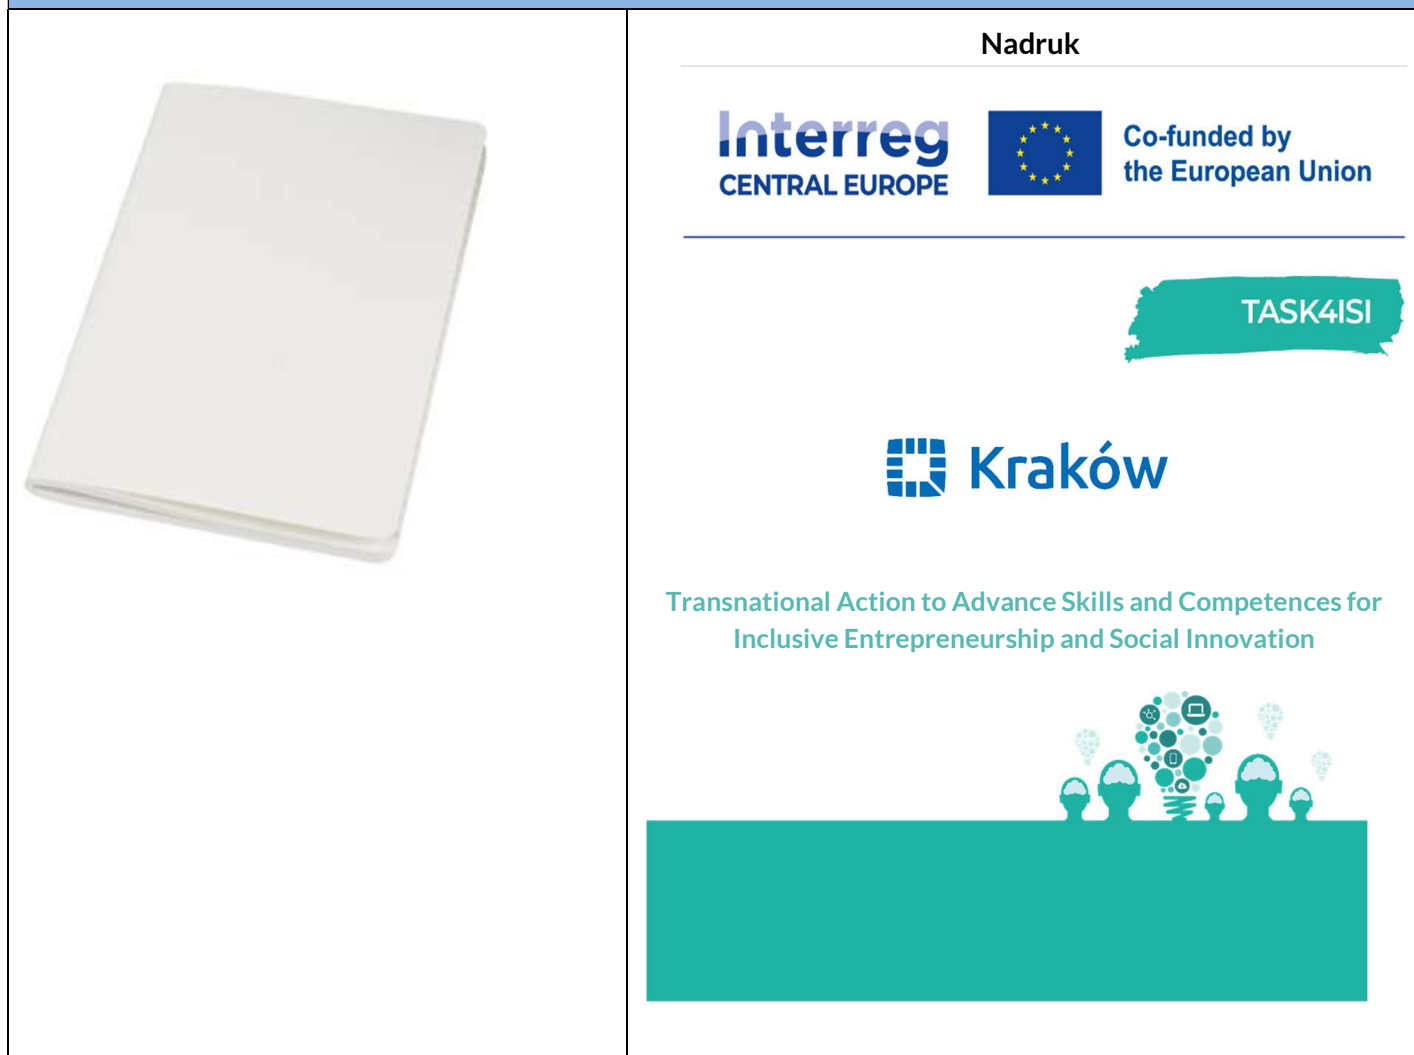 Nadruk
Interreg
CENTRAL EUROPE
Co-funded by
the European Union
TASK4ISI
Kraków
Transnational Action to Advance Skills and Competences for
Inclusive Entrepreneurship and Social Innovation